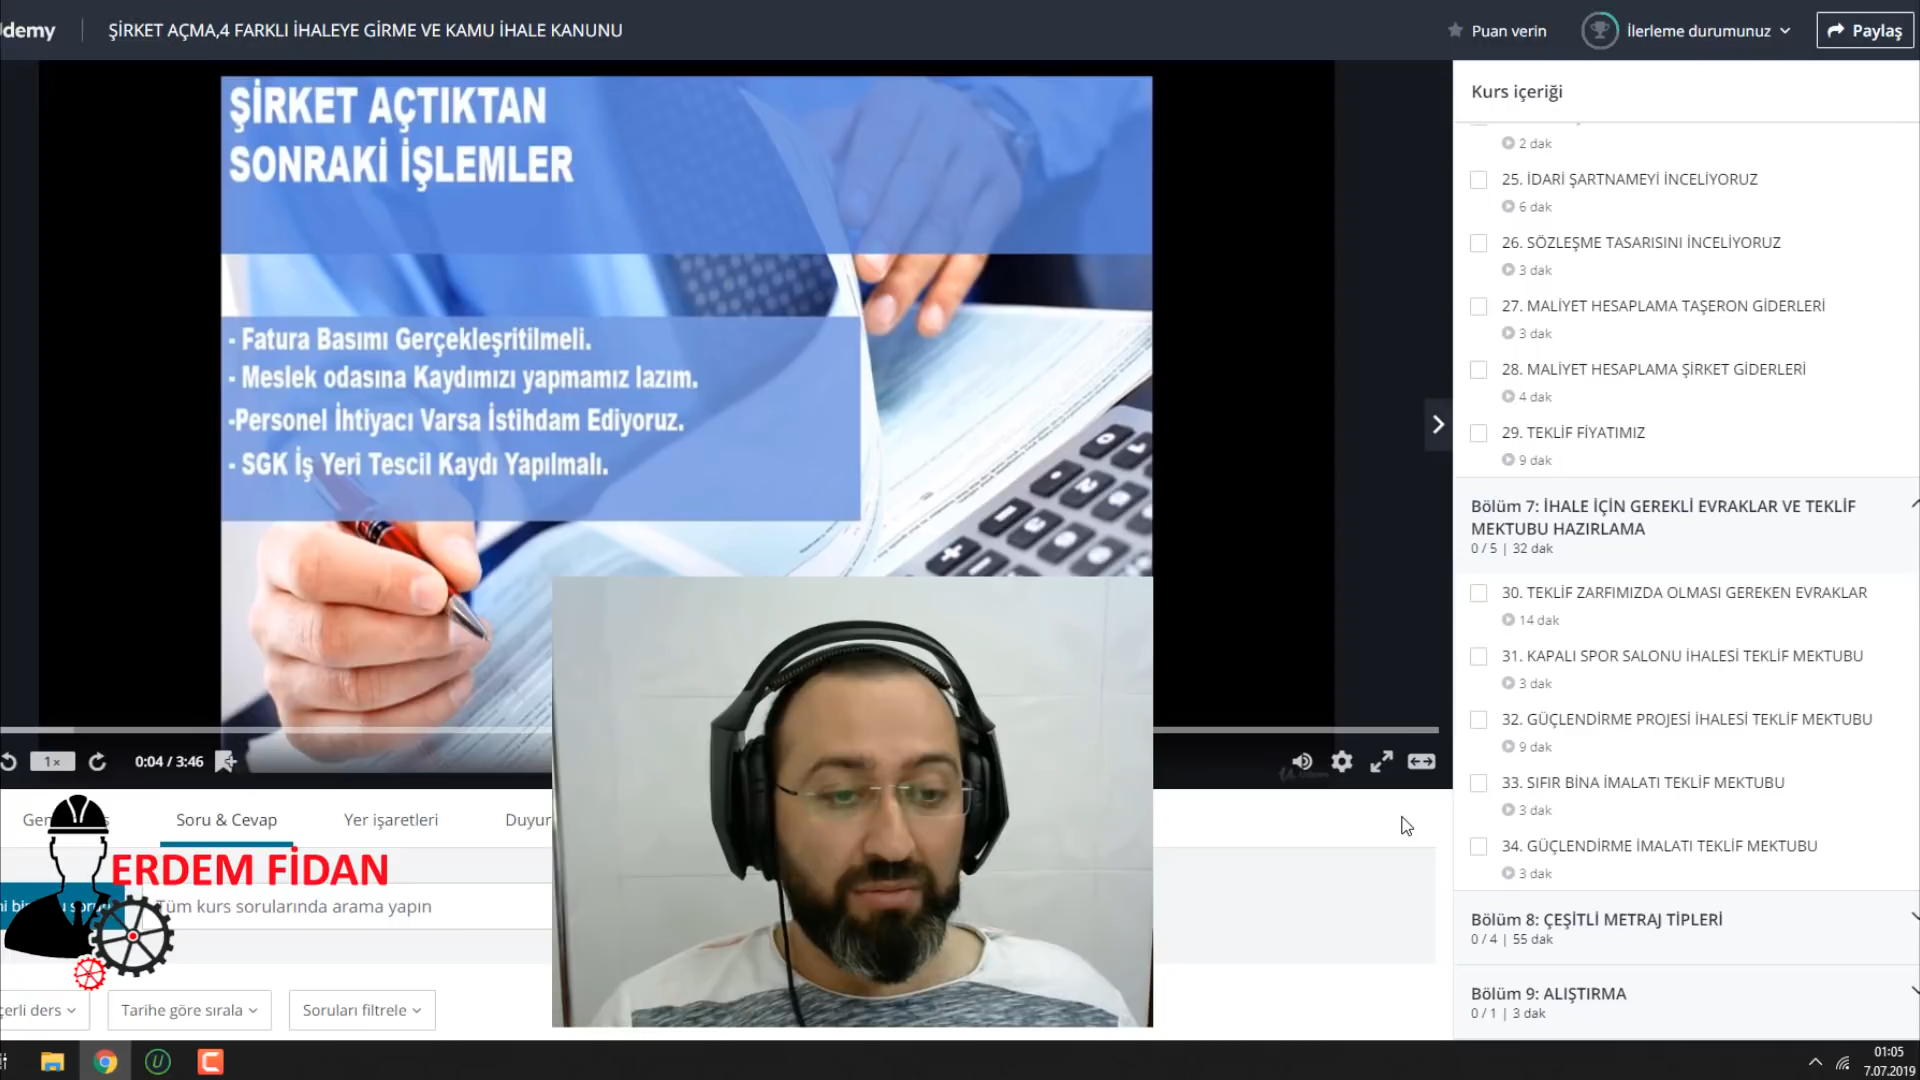 ŞİRKET AÇMA,4 FARKLI İHALEYE GİRME VE KAMU İHALE KANUNU
Puan verin
İlerleme durumunuz
Paylaş
ŞİRKET AÇTIKTAN
SONRAKİ İŞLEMLER
- Fatura Basımı Gerçekleşritilmeli.
- Meslek odasına Kaydımızı yapmamız lazım.
-Personel İhtiyacı Varsa İstihdam Ediyoruz.
- SGK İş Yeri Tescil Kaydı Yapılmalı.
1x
0:04 / 3:46
Soru & Cevap
Yer işaretleri
ERDEM FİDAN
Tüm kurs sorularında arama yapın
ders
Tarihe göre sırala
Soruları filtrele
Kurs içeriği
2 dak
25. İDARİ ŞARTNAMEYİ İNCELİYORUZ
6 dak
26. SÖZLEŞME TASARISINI İNCELİYORUZ
3 dak
27. MALİYET HESAPLAMA TAŞERON GİDERLERİ
3 dak
28. MALİYET HESAPLAMA ŞİRKET GİDERLERİ
4 dak
29. TEKLİF FİYATIMIZ
9 dak
Bölüm 7: İHALE İÇİN GEREKLİ EVRAKLAR VE TEKLİF
MEKTUBU HAZIRLAMA
0 / 5 | 32 dak
30. TEKLİF ZARFIMIZDA OLMASI GEREKEN EVRAKLAR
14 dak
31. KAPALI SPOR SALONU İHALESİ TEKLİF MEKTUBU
3 dak
32. GÜÇLENDİRME PROJESİ İHALESİ TEKLİF MEKTUBU
9 dak
33. SIFIR BİNA İMALATI TEKLİF MEKTUBU
3 dak
34. GÜÇLENDİRME İMALATI TEKLİF MEKTUBU
3 dak
Bölüm 8: ÇEŞİTLİ METRAJ TİPLERİ
0 / 4 | 55 dak
Bölüm 9: ALIŞTIRMA
0 / 1 | 3 dak
01:05
7.07.2019